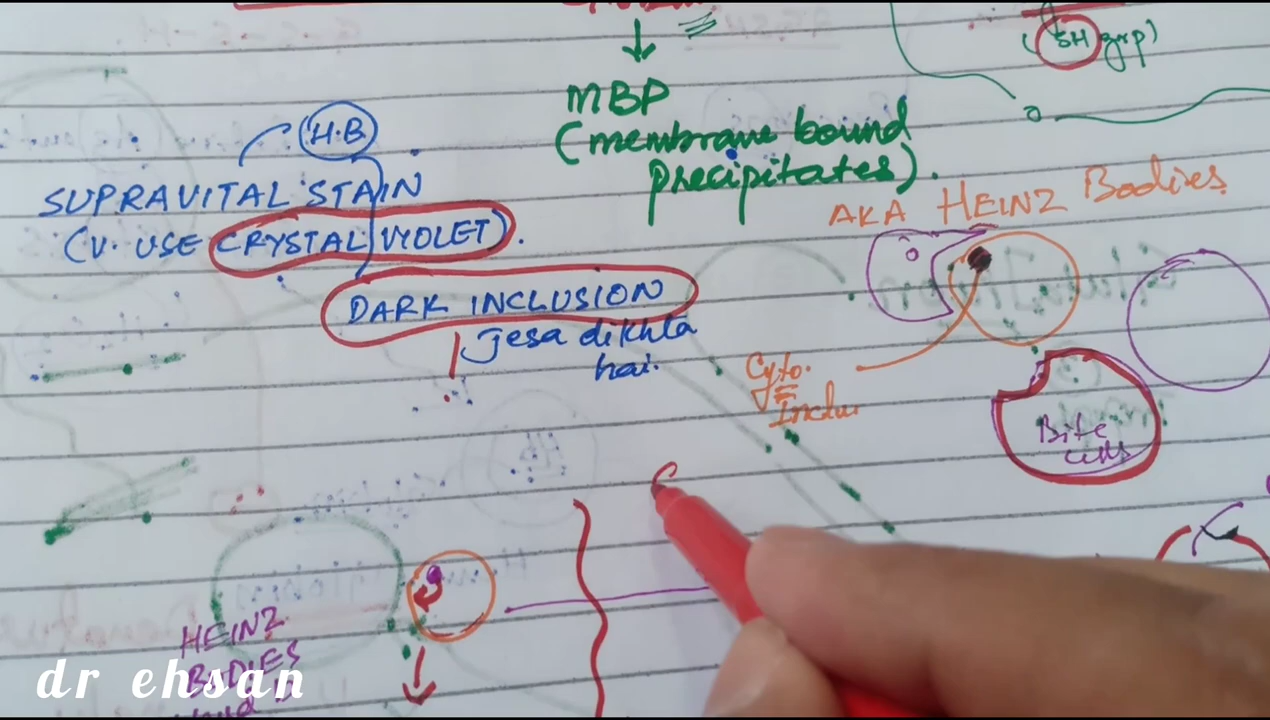 (SH grp)
MBP
(membrane bound
precipitates).
H.B
SUPRAVITAL STAIN
(V. USE CRYSTAL VIOLET).
DARK INCLUSION
Jesa dikhla
hai.
AKA HEINZ Bodies
Cyto.
Inclu.
Bite
cells
HEINZ
BODIES
dr ehsan